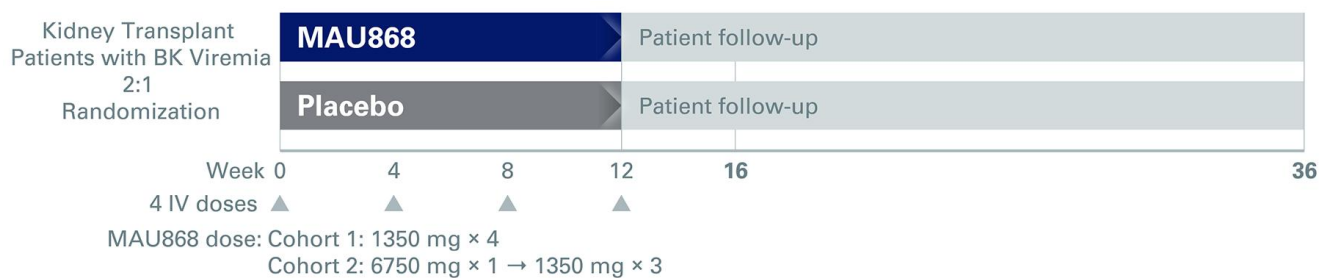 Kidney Transplant
Patients with BK Viremia
2:1
Randomization
MAU868
Patient follow-up
Placebo
Patient follow-up
Week 0 4 8 12 16 36
4 IV doses
MAU868 dose: Cohort 1: 1350 mg × 4
Cohort 2: 6750 mg × 1 → 1350 mg × 3